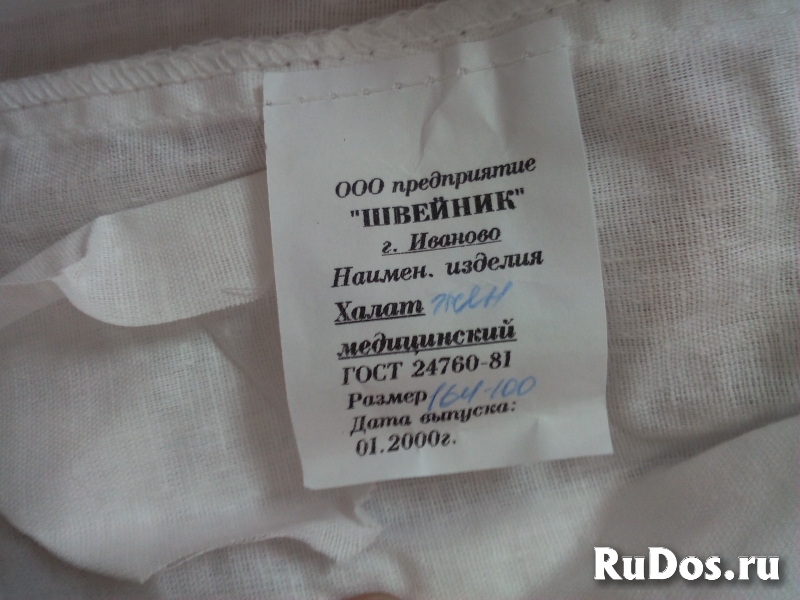 ООО предприятие
"ШВЕЙНИК"
г. Иваново
Наимен. изделия
Халат жен
медицинский
ГОСТ 24760-81
Размер 164-100
Дата выпуска:
01.2000г.
RuDos.ru